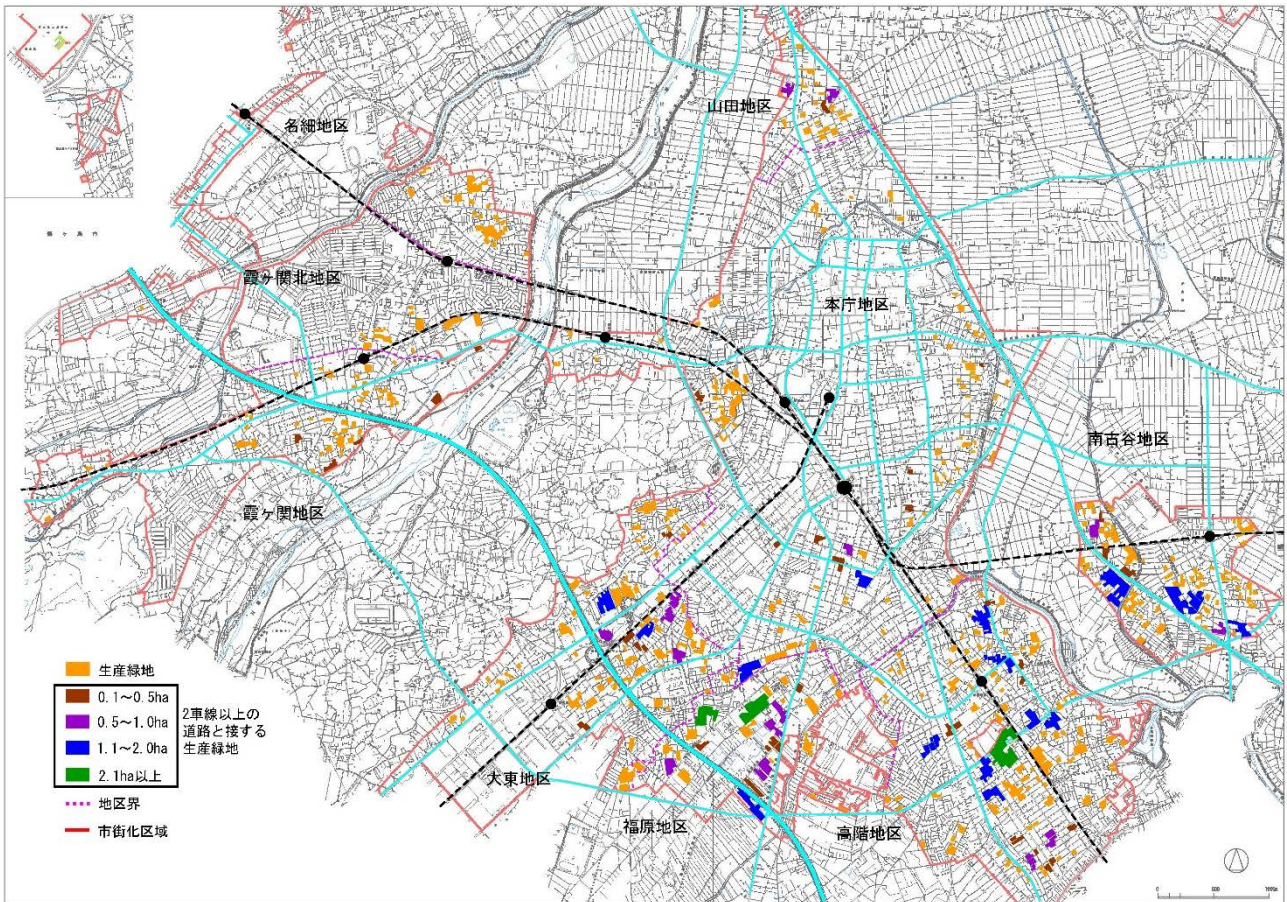 名細地区
山田地区
霞ヶ関北地区
本庁地区
南古谷地区
霞ヶ関地区
大東地区
福原地区
高階地区
生産緑地
0.1～0.5ha
0.5～1.0ha
1.1～2.0ha
2.1ha以上
2車線以上の
道路と接する
生産緑地
地区界
市街化区域